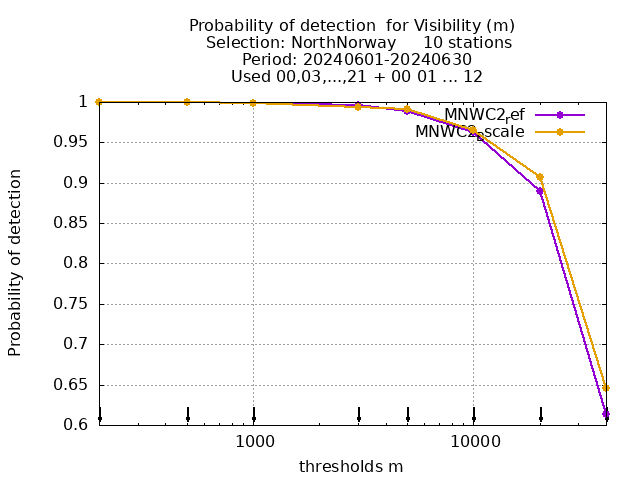 Probability of detection for Visibility (m)
Selection: NorthNorway 10 stations
Period: 20240601-20240630
Used 00,03,...,21 + 00 01 ... 12
1
0.95
0.9
0.85
0.8
0.75
0.7
0.65
0.6
Probability of detection
MNWC2ref
1000
10000
thresholds m